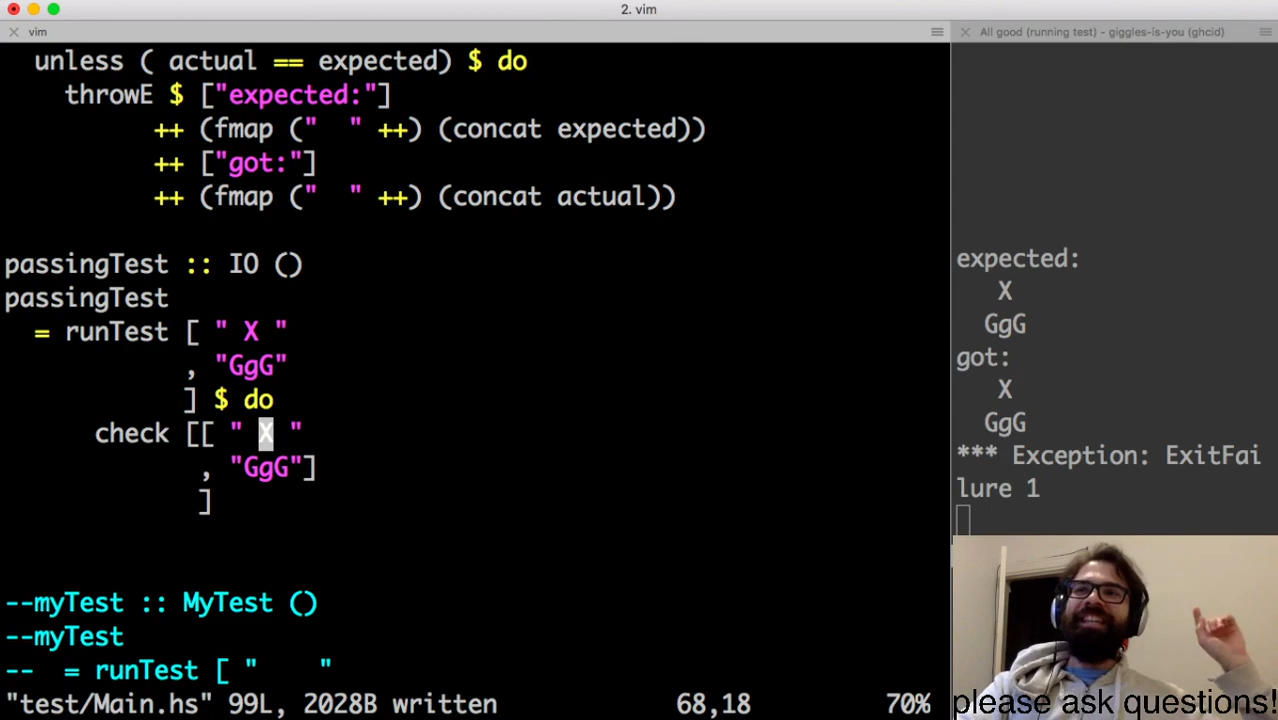 2. vim
vim
All good (running test) - giggles-is-you (ghcid)
unless ( actual == expected) $ do
throwE $ ["expected:"]
++ (fmap ("  " ++) (concat expected))
++ ["got:"]
++ (fmap ("  " ++) (concat actual))
passingTest :: IO ()
passingTest
= runTest [ " X "
, "GgG"
] $ do
check [[ " X "
, "GgG"]
]
--myTest :: MyTest ()
--myTest
--  = runTest [ "    "
"test/Main.hs" 99L, 2028B written 68,18 70%
expected:
X
GgG
got:
X
GgG
*** Exception: ExitFai
lure 1
please ask questions!